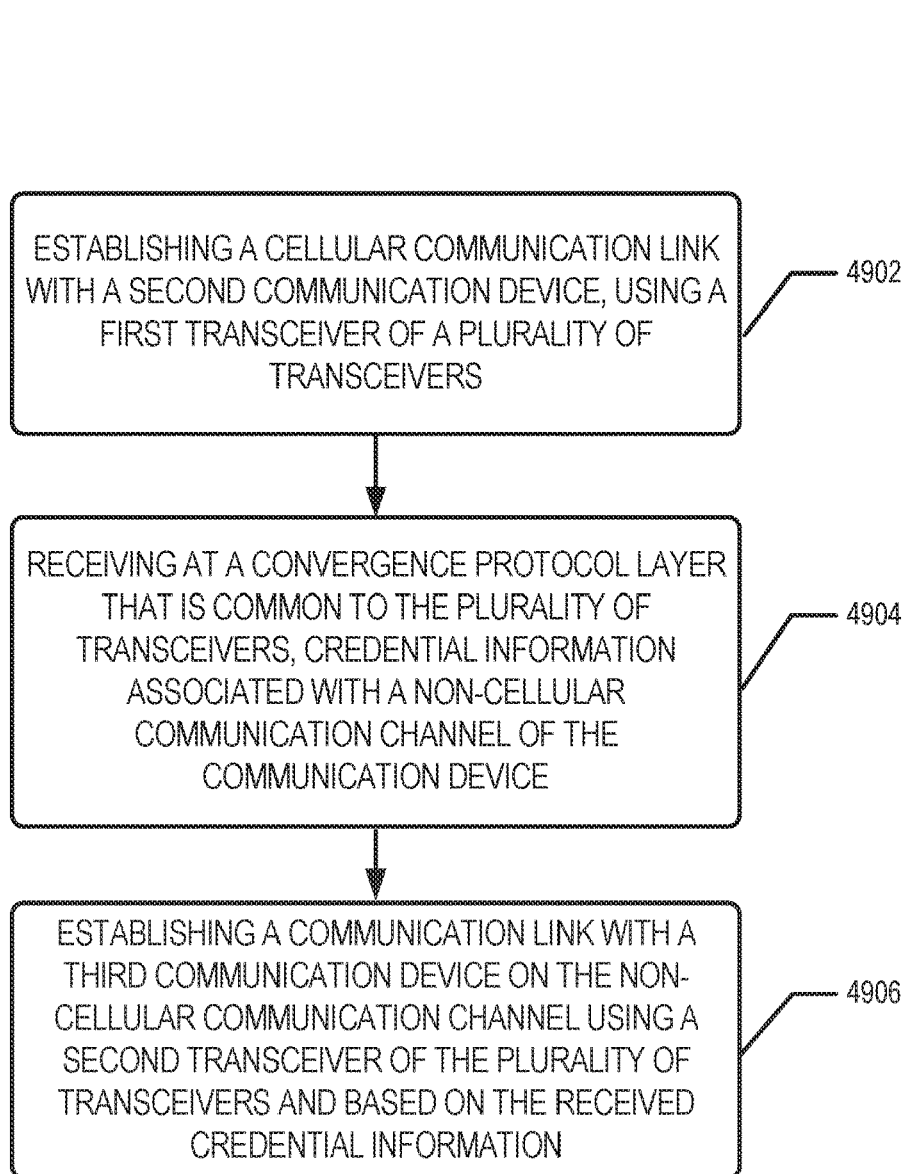 ESTABLISHING A CELLULAR COMMUNICATION LINK
WITH A SECOND COMMUNICATION DEVICE, USING A
FIRST TRANSCEIVER OF A PLURALITY OF
TRANSCEIVERS
4902
RECEIVING AT A CONVERGENCE PROTOCOL LAYER
THAT IS COMMON TO THE PLURALITY OF
TRANSCEIVERS, CREDENTIAL INFORMATION
ASSOCIATED WITH A NON-CELLULAR
COMMUNICATION CHANNEL OF THE
COMMUNICATION DEVICE
4904
ESTABLISHING A COMMUNICATION LINK WITH A
THIRD COMMUNICATION DEVICE ON THE NON-
CELLULAR COMMUNICATION CHANNEL USING A
SECOND TRANSCEIVER OF THE PLURALITY OF
TRANSCEIVERS AND BASED ON THE RECEIVED
CREDENTIAL INFORMATION
4906